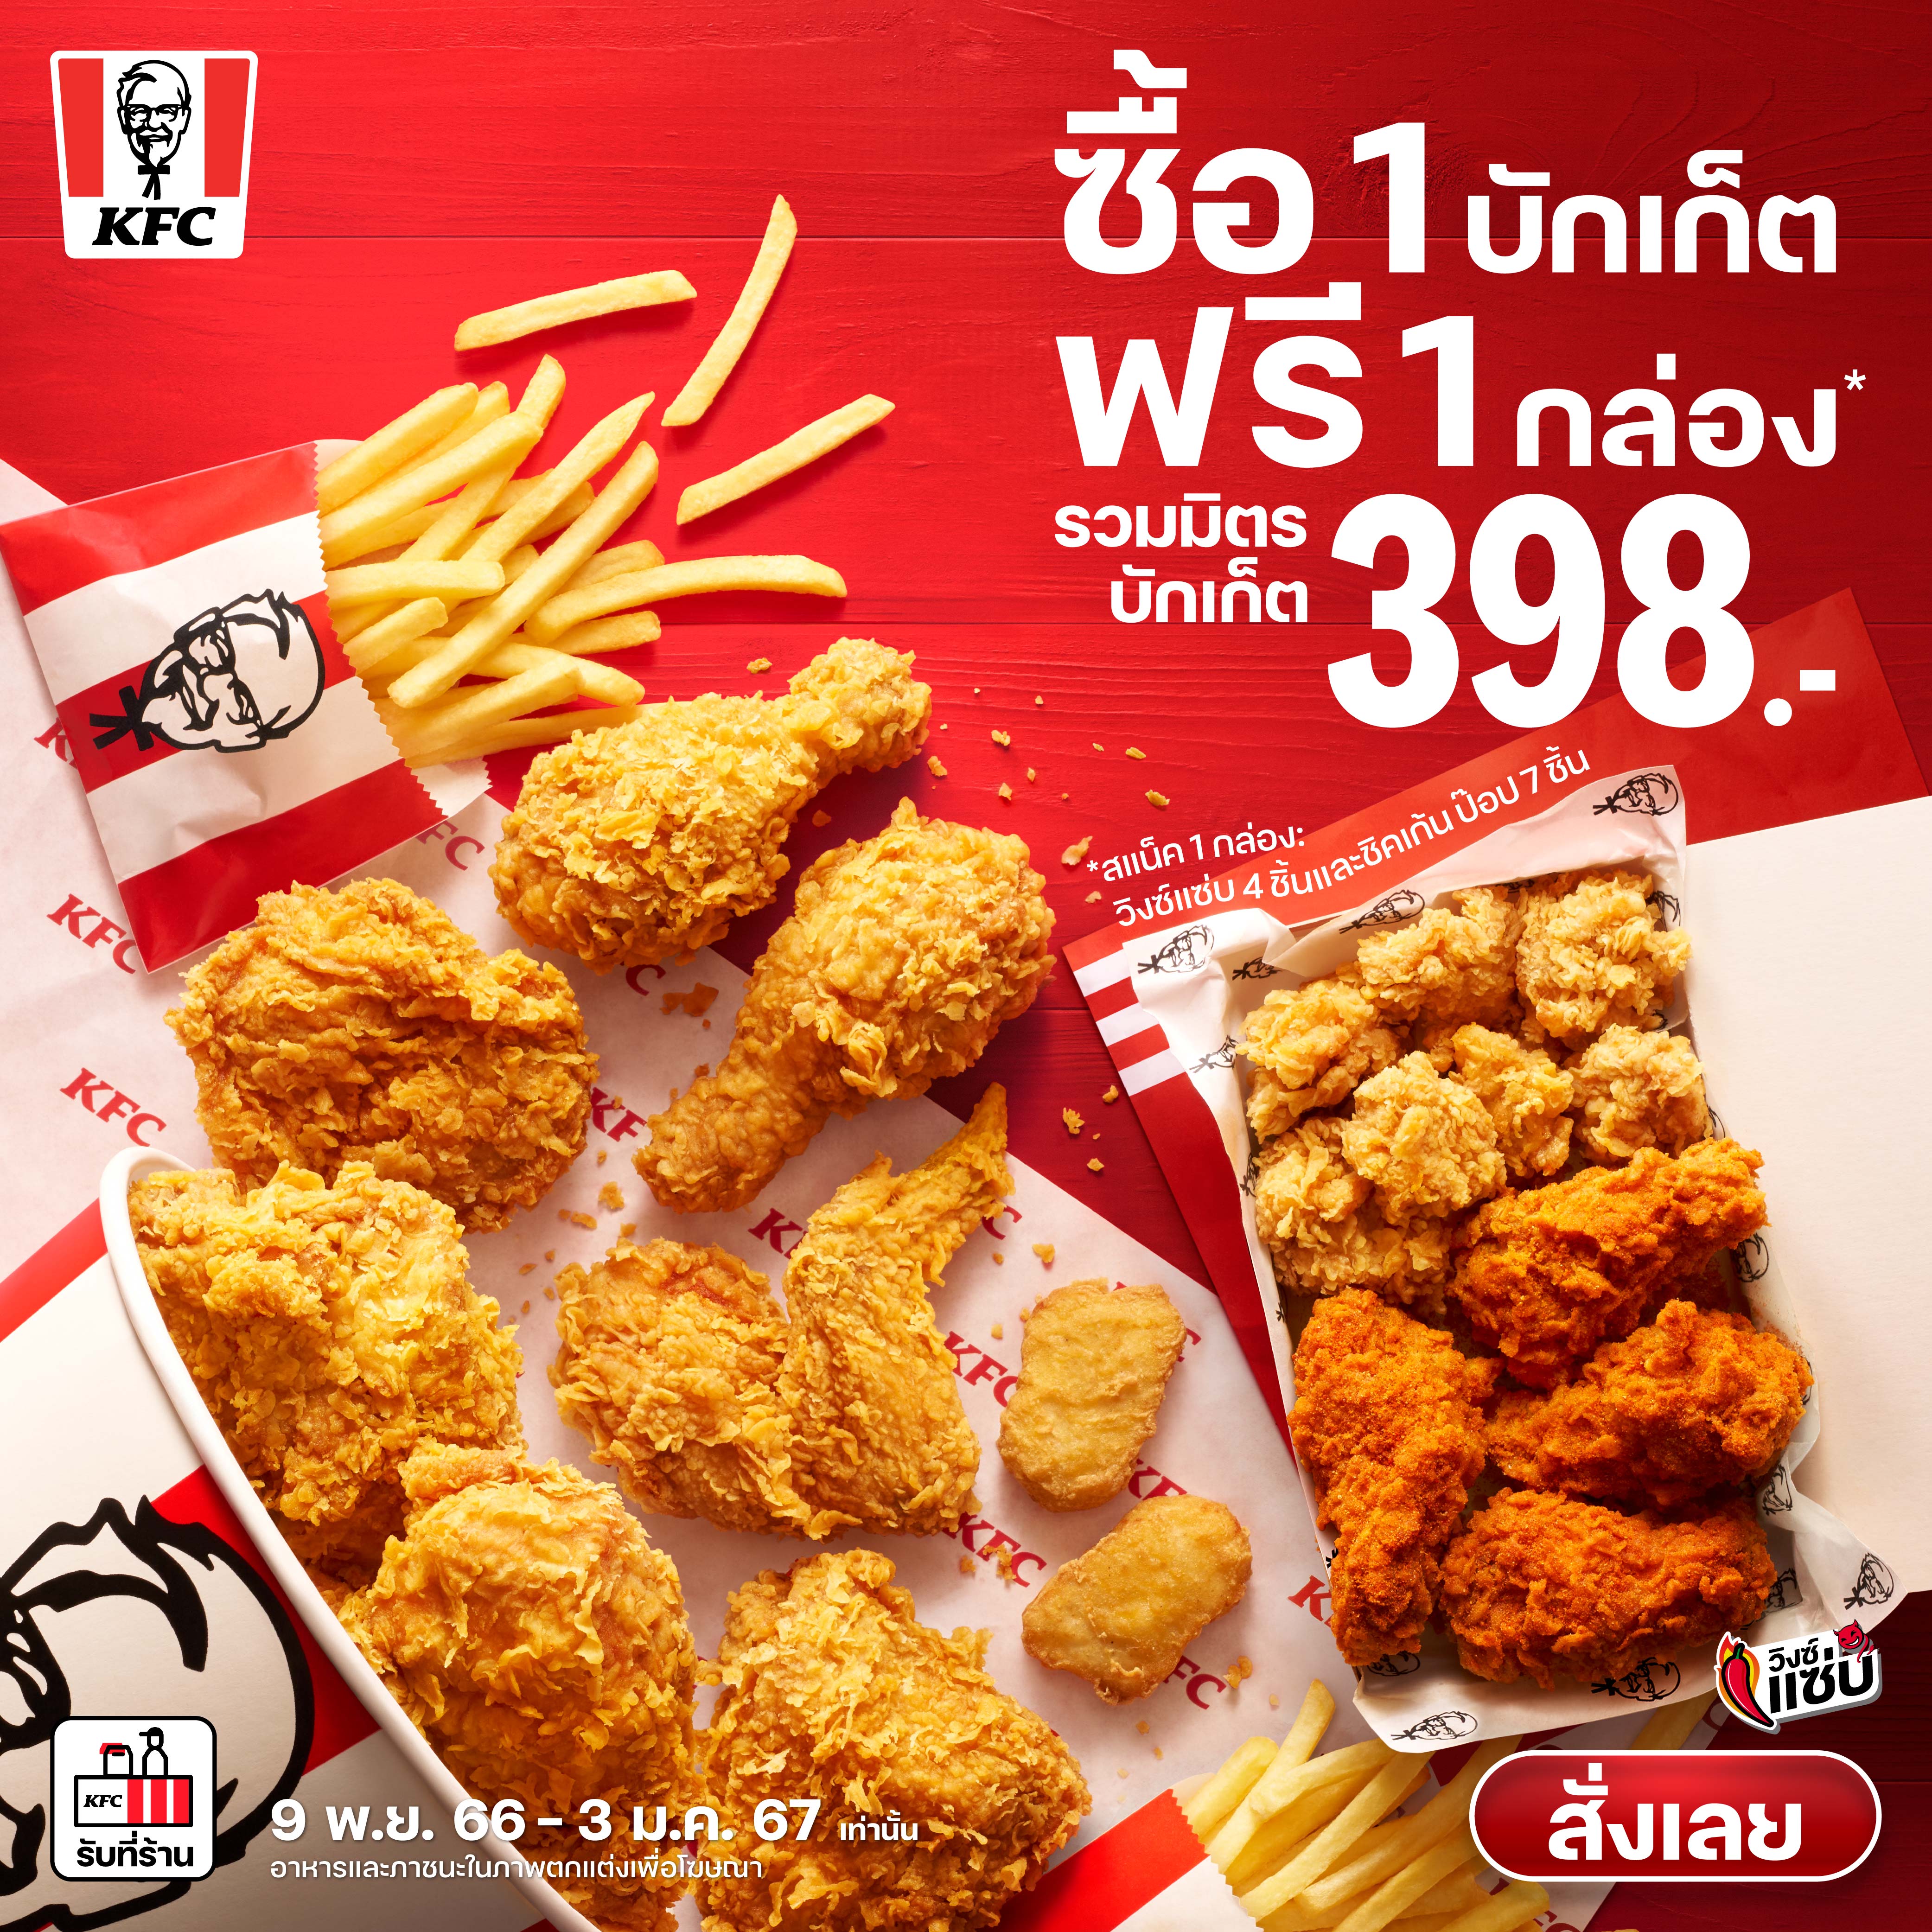 KFC
ซื้อ 1 บักเก็ต
ฟรี 1 กล่อง*
รวมมิตร
บักเก็ต
398.-
*สแน็ค 1 กล่อง:
วิงซ์แซ่บ 4 ชิ้นและชิคเก้น ป๊อป 7 ชิ้น
KFC
KFC
KFC
KFC
KFC
วิงซ์
แซ่บ
สั่งเลย
KFC
รับที่ร้าน
9 พ.ย. 66 – 3 ม.ค. 67 เท่านั้น
อาหารและภาชนะในภาพตกแต่งเพื่อโฆษณา